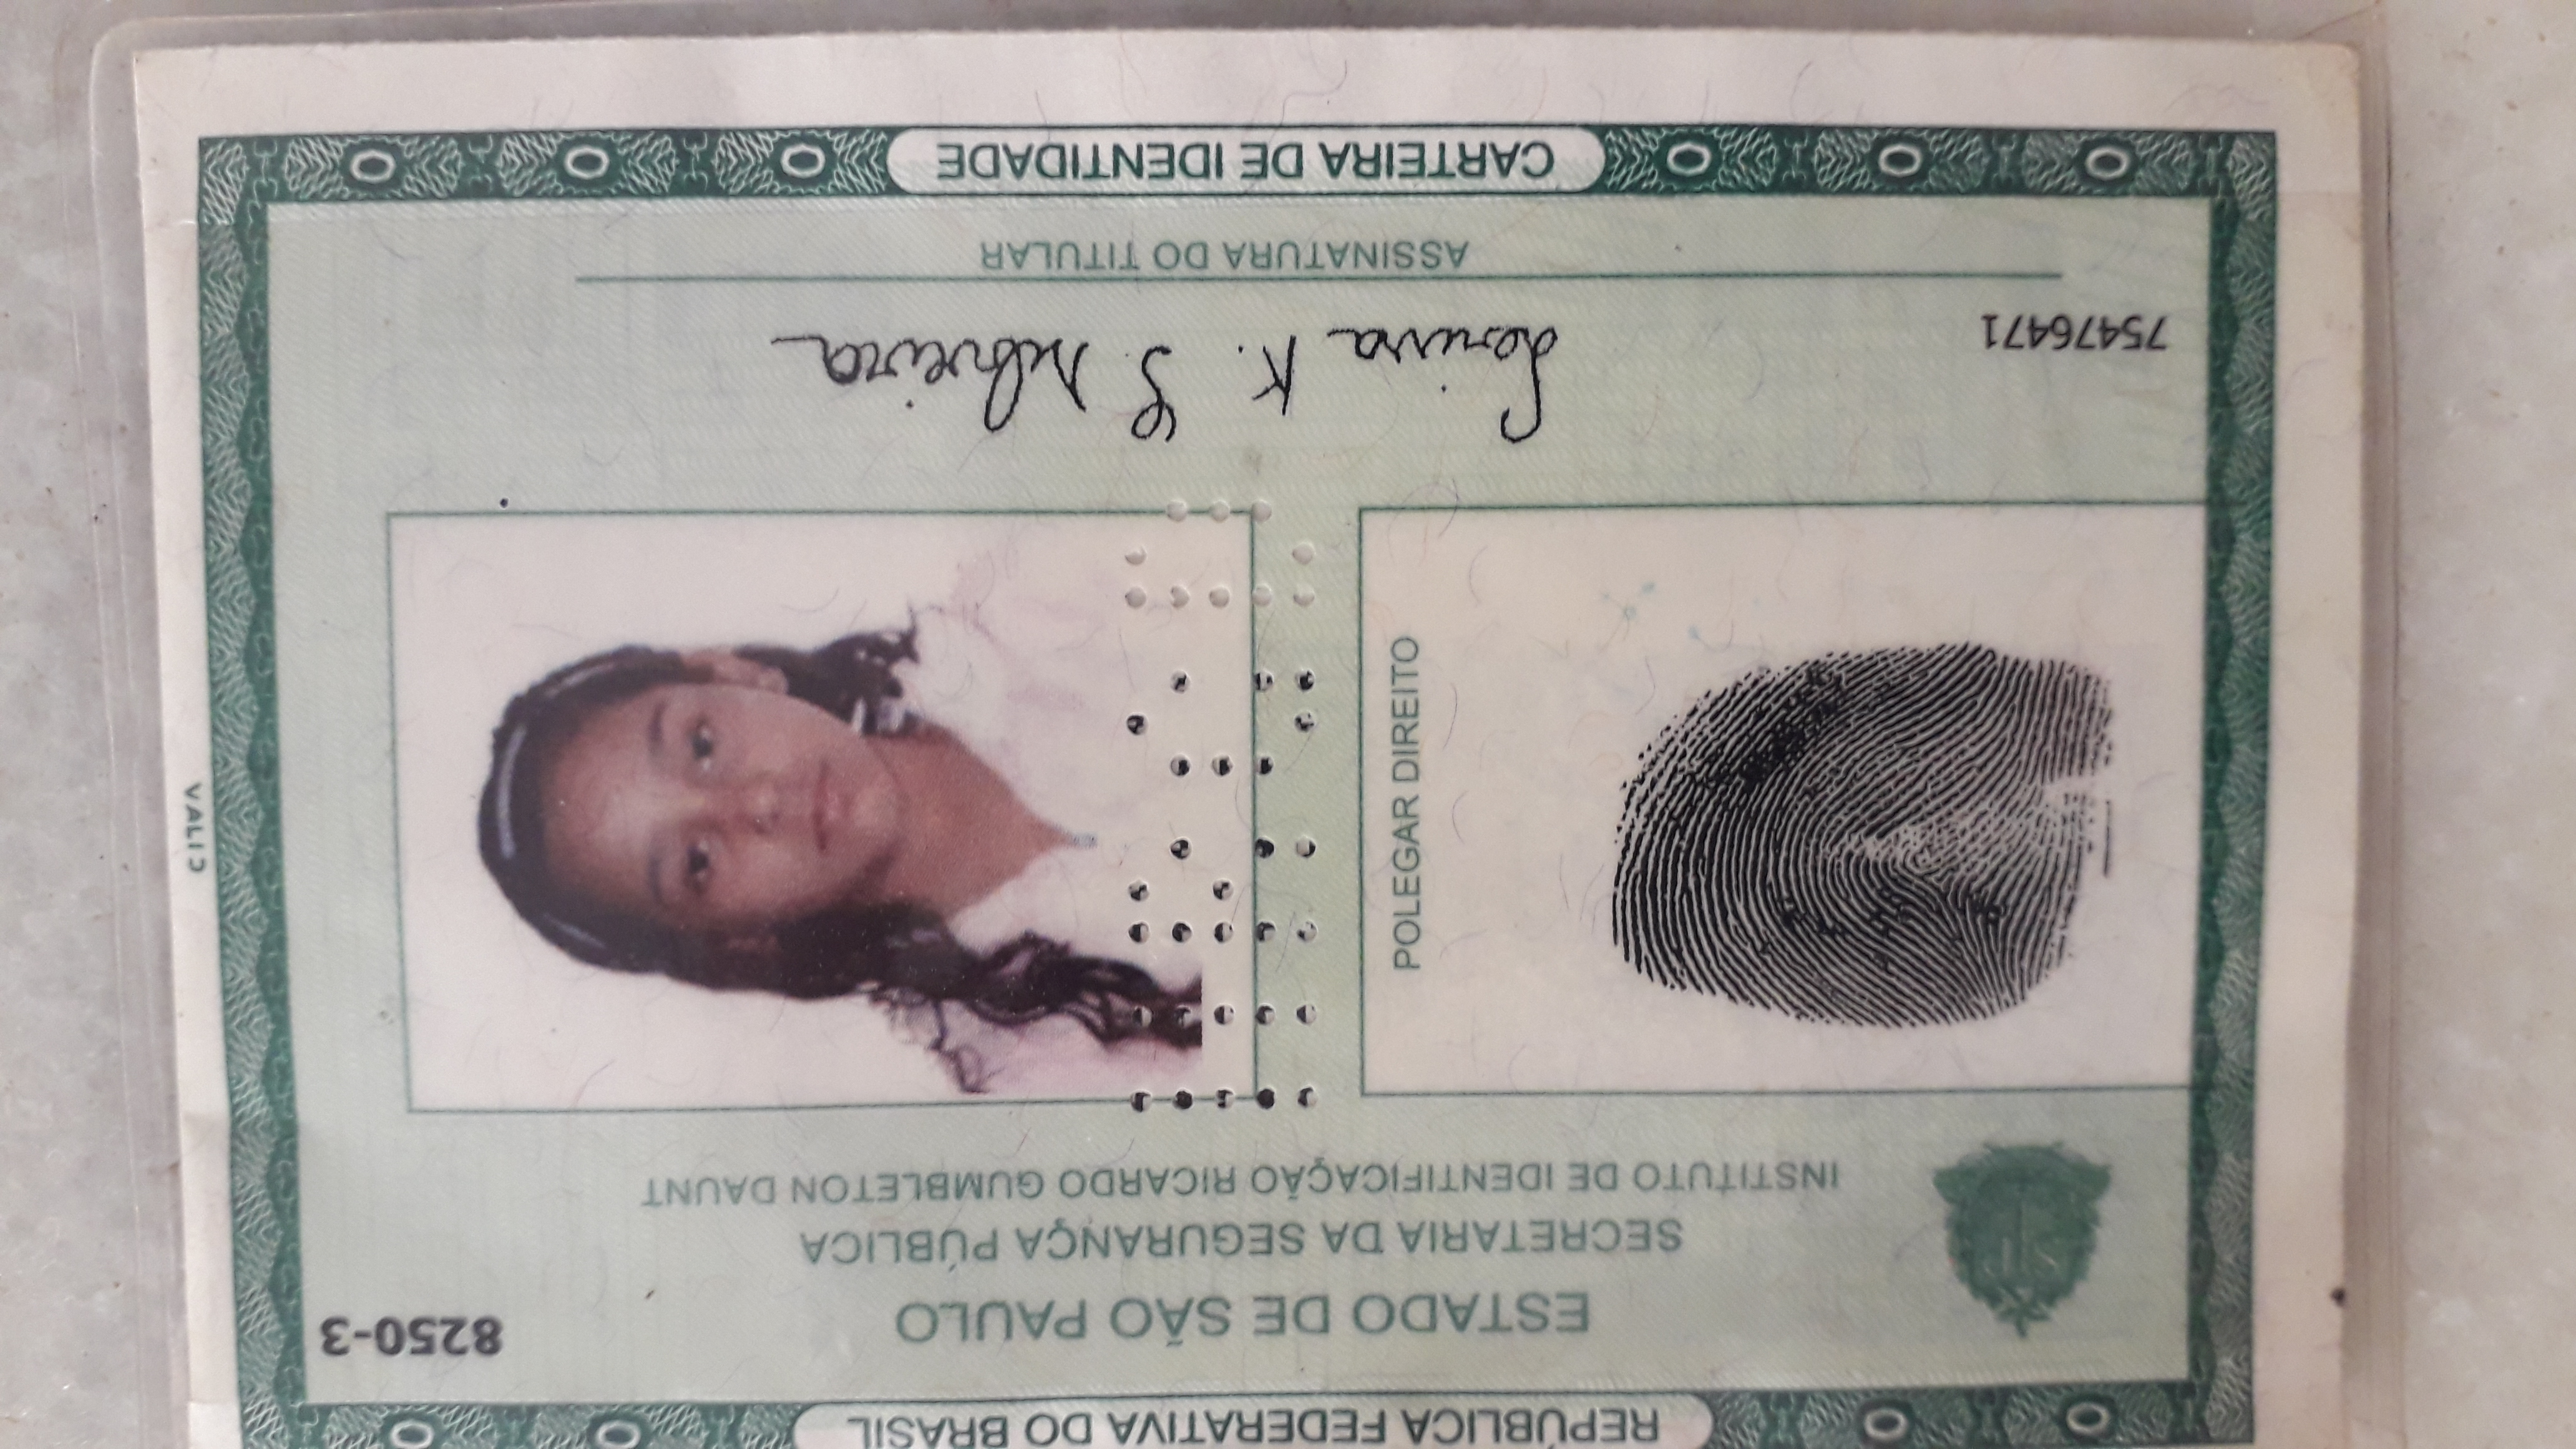 VALID
REPÚBLICA FEDERATIVA DO BRASIL
8250-3
ESTADO DE SÃO PAULO
SECRETARIA DA SEGURANÇA PÚBLICA
INSTITUTO DE IDENTIFICAÇÃO RICARDO GUMBLETON DAUNT
POLEGAR DIREITO
K. S. Silveira
75476471
ASSINATURA DO TITULAR
CARTEIRA DE IDENTIDADE